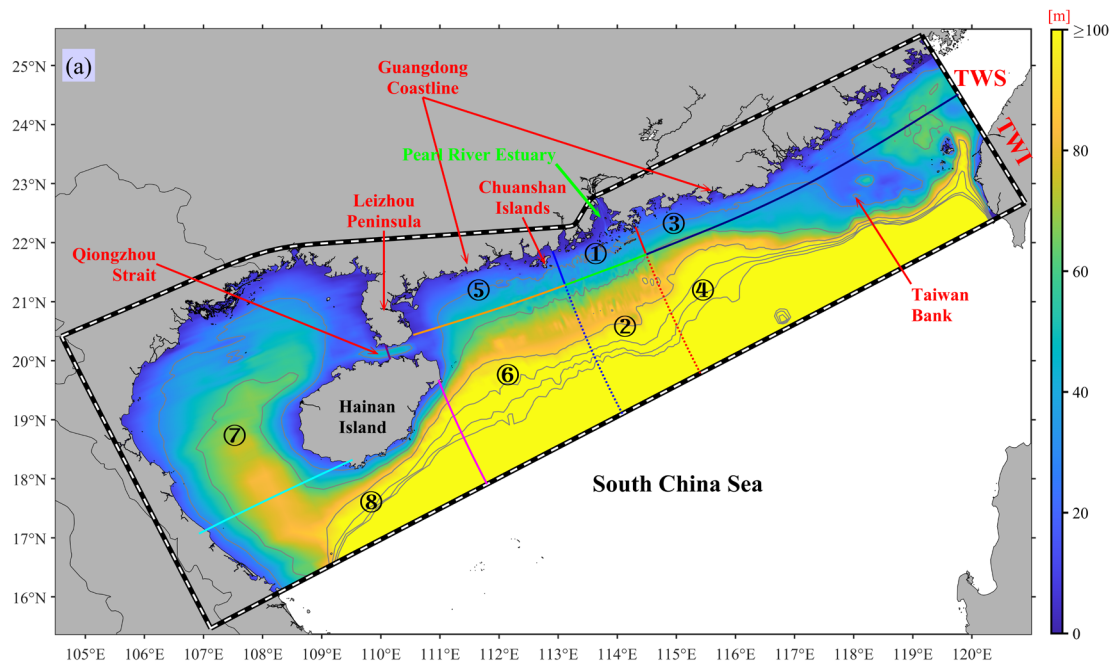 [m]
(a)
≥100
80
60
40
20
0
25°N
24°N
23°N
22°N
21°N
20°N
19°N
18°N
17°N
16°N
Guangdong
Coastline
TWS
TWI
Pearl River Estuary
Leizhou
Peninsula
Chuanshan
Islands
Qiongzhou
Strait
③
①
⑤
④
②
⑥
Taiwan
Bank
Hainan
Island
⑦
⑧
South China Sea
105°E
106°E
107°E
108°E
109°E
110°E
111°E
112°E
113°E
114°E
115°E
116°E
117°E
118°E
119°E
120°E